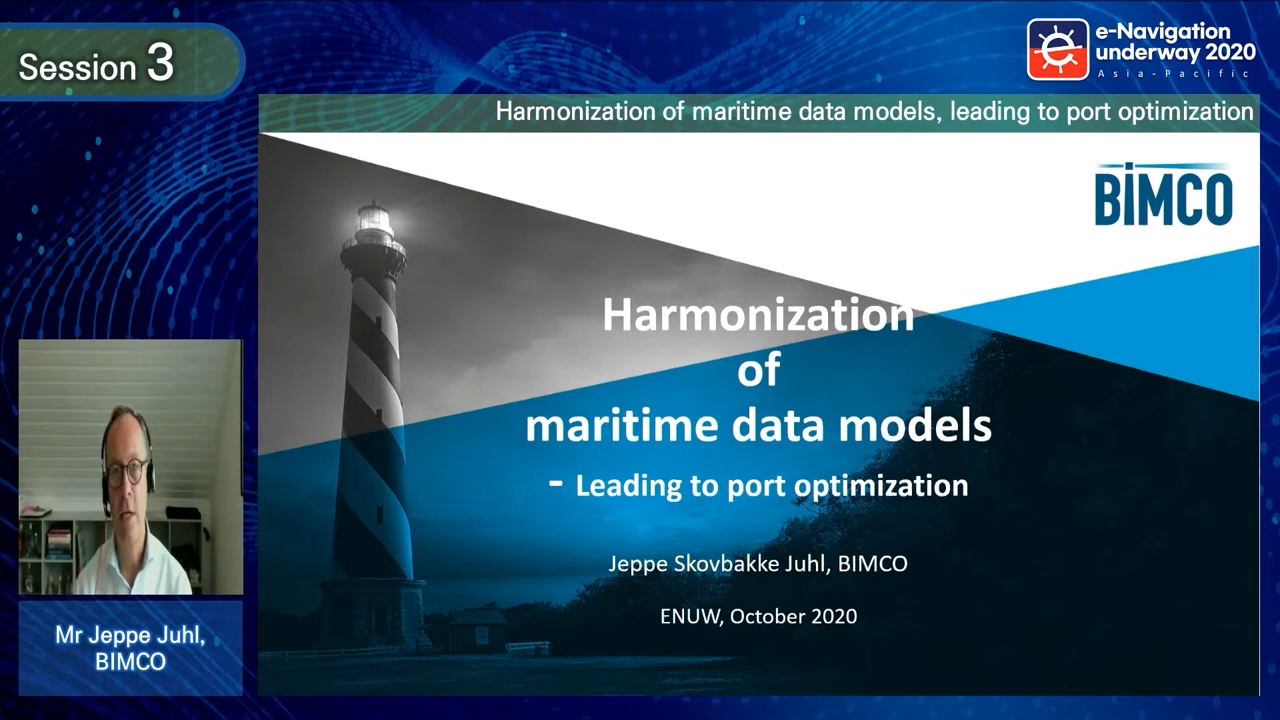 Session 3
e-Navigation
underway 2020
Asia-Pacific
Harmonization of maritime data models, leading to port optimization
BIMCO
Harmonization
of
maritime data models
- Leading to port optimization
Jeppe Skovbakke Juhl, BIMCO
ENUW, October 2020
Mr Jeppe Juhl,
BIMCO